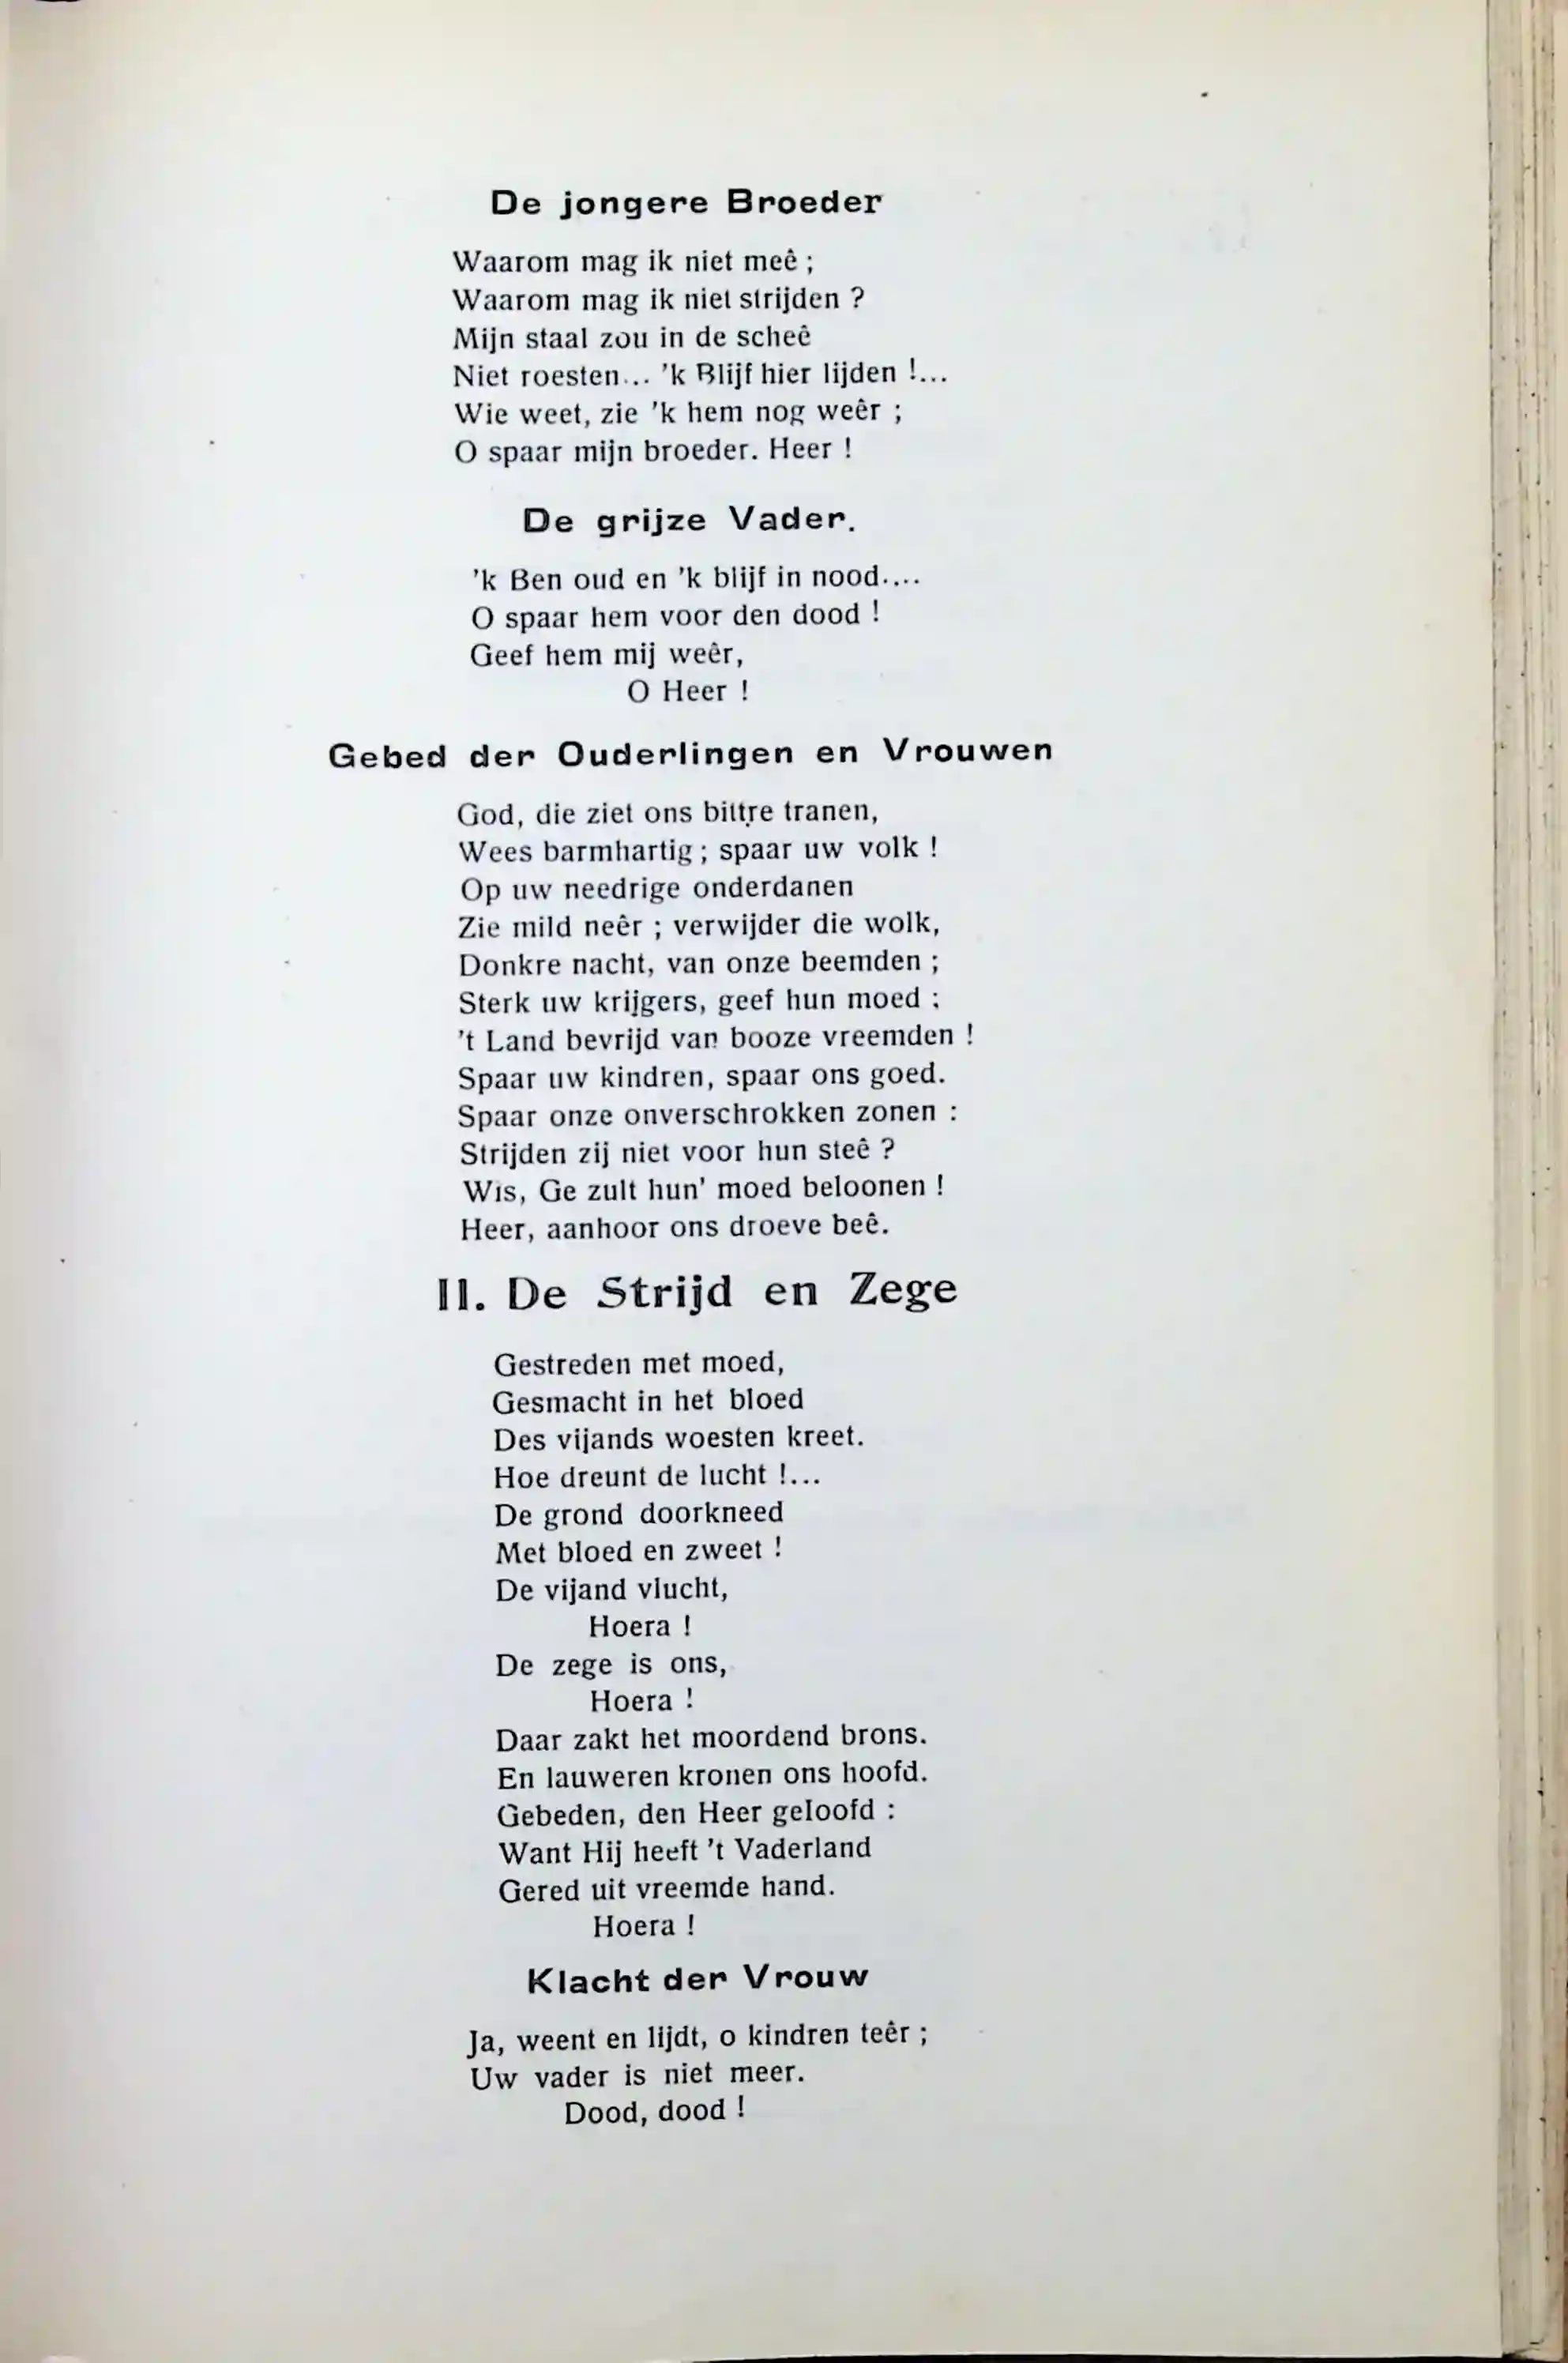 De jongere Broeder
Waarom mag ik niet meê ;
Waarom mag ik niet strijden ?
Mijn staal zou in de scheê
Niet roesten... 'k Blijf hier lijden !...
Wie weet, zie 'k hem nog weêr ;
O spaar mijn broeder. Heer !
De grijze Vader.
'k Ben oud en 'k blijf in nood....
O spaar hem voor den dood !
Geef hem mij weêr,
O Heer !
Gebed der Ouderlingen en Vrouwen
God, die ziet ons bittre tranen,
Wees barmhartig ; spaar uw volk !
Op uw needrige onderdanen
Zie mild neêr ; verwijder die wolk,
Donkre nacht, van onze beemden ;
Sterk uw krijgers, geef hun moed ;
't Land bevrijd van booze vreemden !
Spaar uw kindren, spaar ons goed.
Spaar onze onverschrokken zonen :
Strijden zij niet voor hun steê ?
Wis, Ge zult hun' moed beloonen !
Heer, aanhoor ons droeve beê.
II. De Strijd en Zege
Gestreden met moed,
Gesmacht in het bloed
Des vijands woesten kreet.
Hoe dreunt de lucht !...
De grond doorkneed
Met bloed en zweet !
De vijand vlucht,
Hoera !
De zege is ons,
Hoera !
Daar zakt het moordend brons.
En lauweren kronen ons hoofd.
Gebeden, den Heer geloofd :
Want Hij heeft 't Vaderland
Gered uit vreemde hand.
Hoera !
Klacht der Vrouw
Ja, weent en lijdt, o kindren teêr ;
Uw vader is niet meer.
Dood, dood !